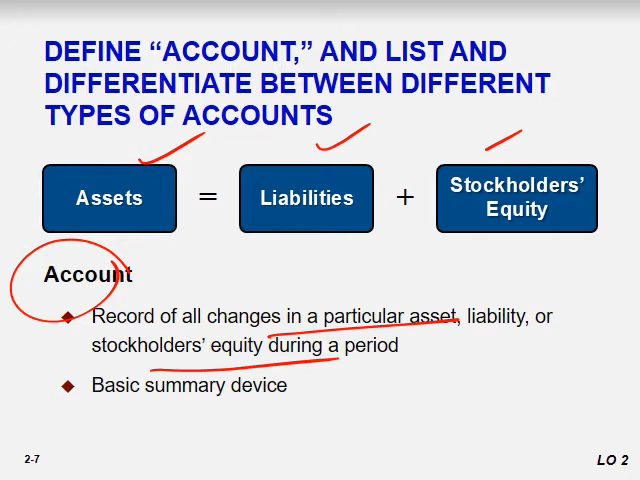 DEFINE “ACCOUNT,” AND LIST AND
DIFFERENTIATE BETWEEN DIFFERENT
TYPES OF ACCOUNTS
Assets = Liabilities + Stockholders’
Equity
Account
Record of all changes in a particular asset, liability, or
stockholders’ equity during a period
Basic summary device
2-7 LO 2